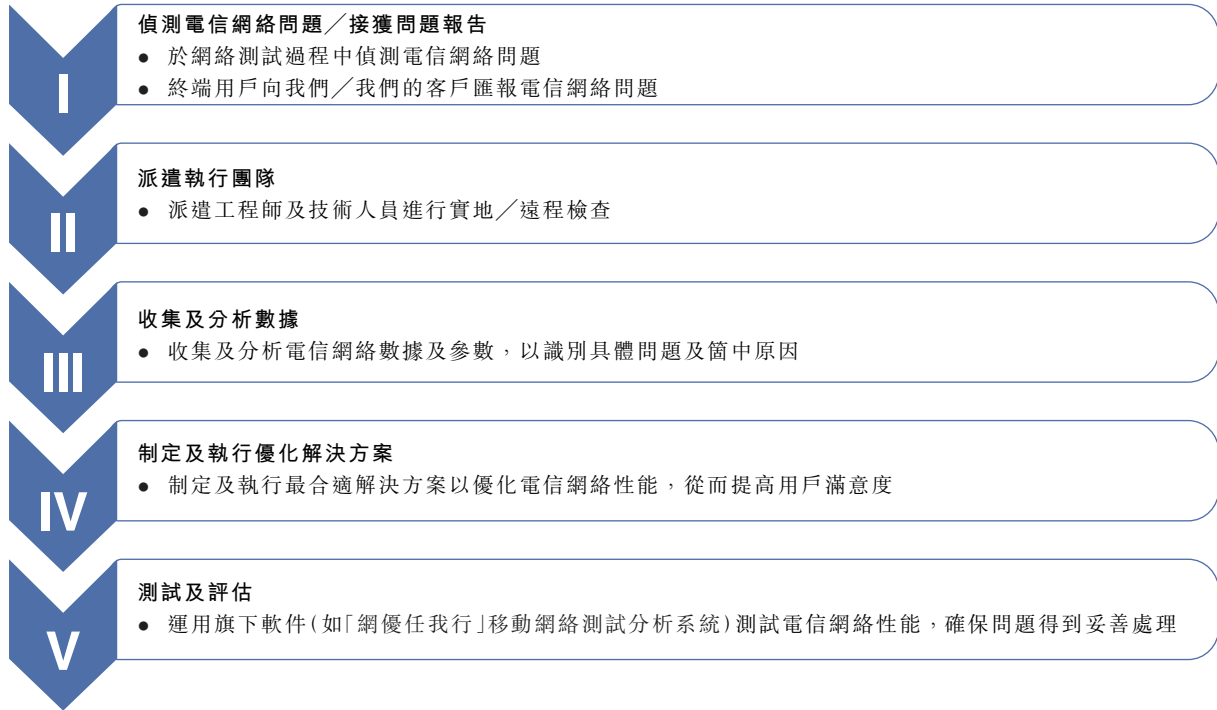 I
偵測電信網絡問題／接獲問題報告
● 於網絡測試過程中偵測電信網絡問題
● 終端用戶向我們／我們的客戶匯報電信網絡問題
II
派遣執行團隊
● 派遣工程師及技術人員進行實地／遠程檢查
III
收集及分析數據
● 收集及分析電信網絡數據及參數，以識別具體問題及箇中原因
IV
制定及執行優化解決方案
● 制定及執行最合適解決方案以優化電信網絡性能，從而提高用戶滿意度
V
測試及評估
● 運用旗下軟件(如「網優任我行」移動網絡測試分析系統)測試電信網絡性能，確保問題得到妥善處理